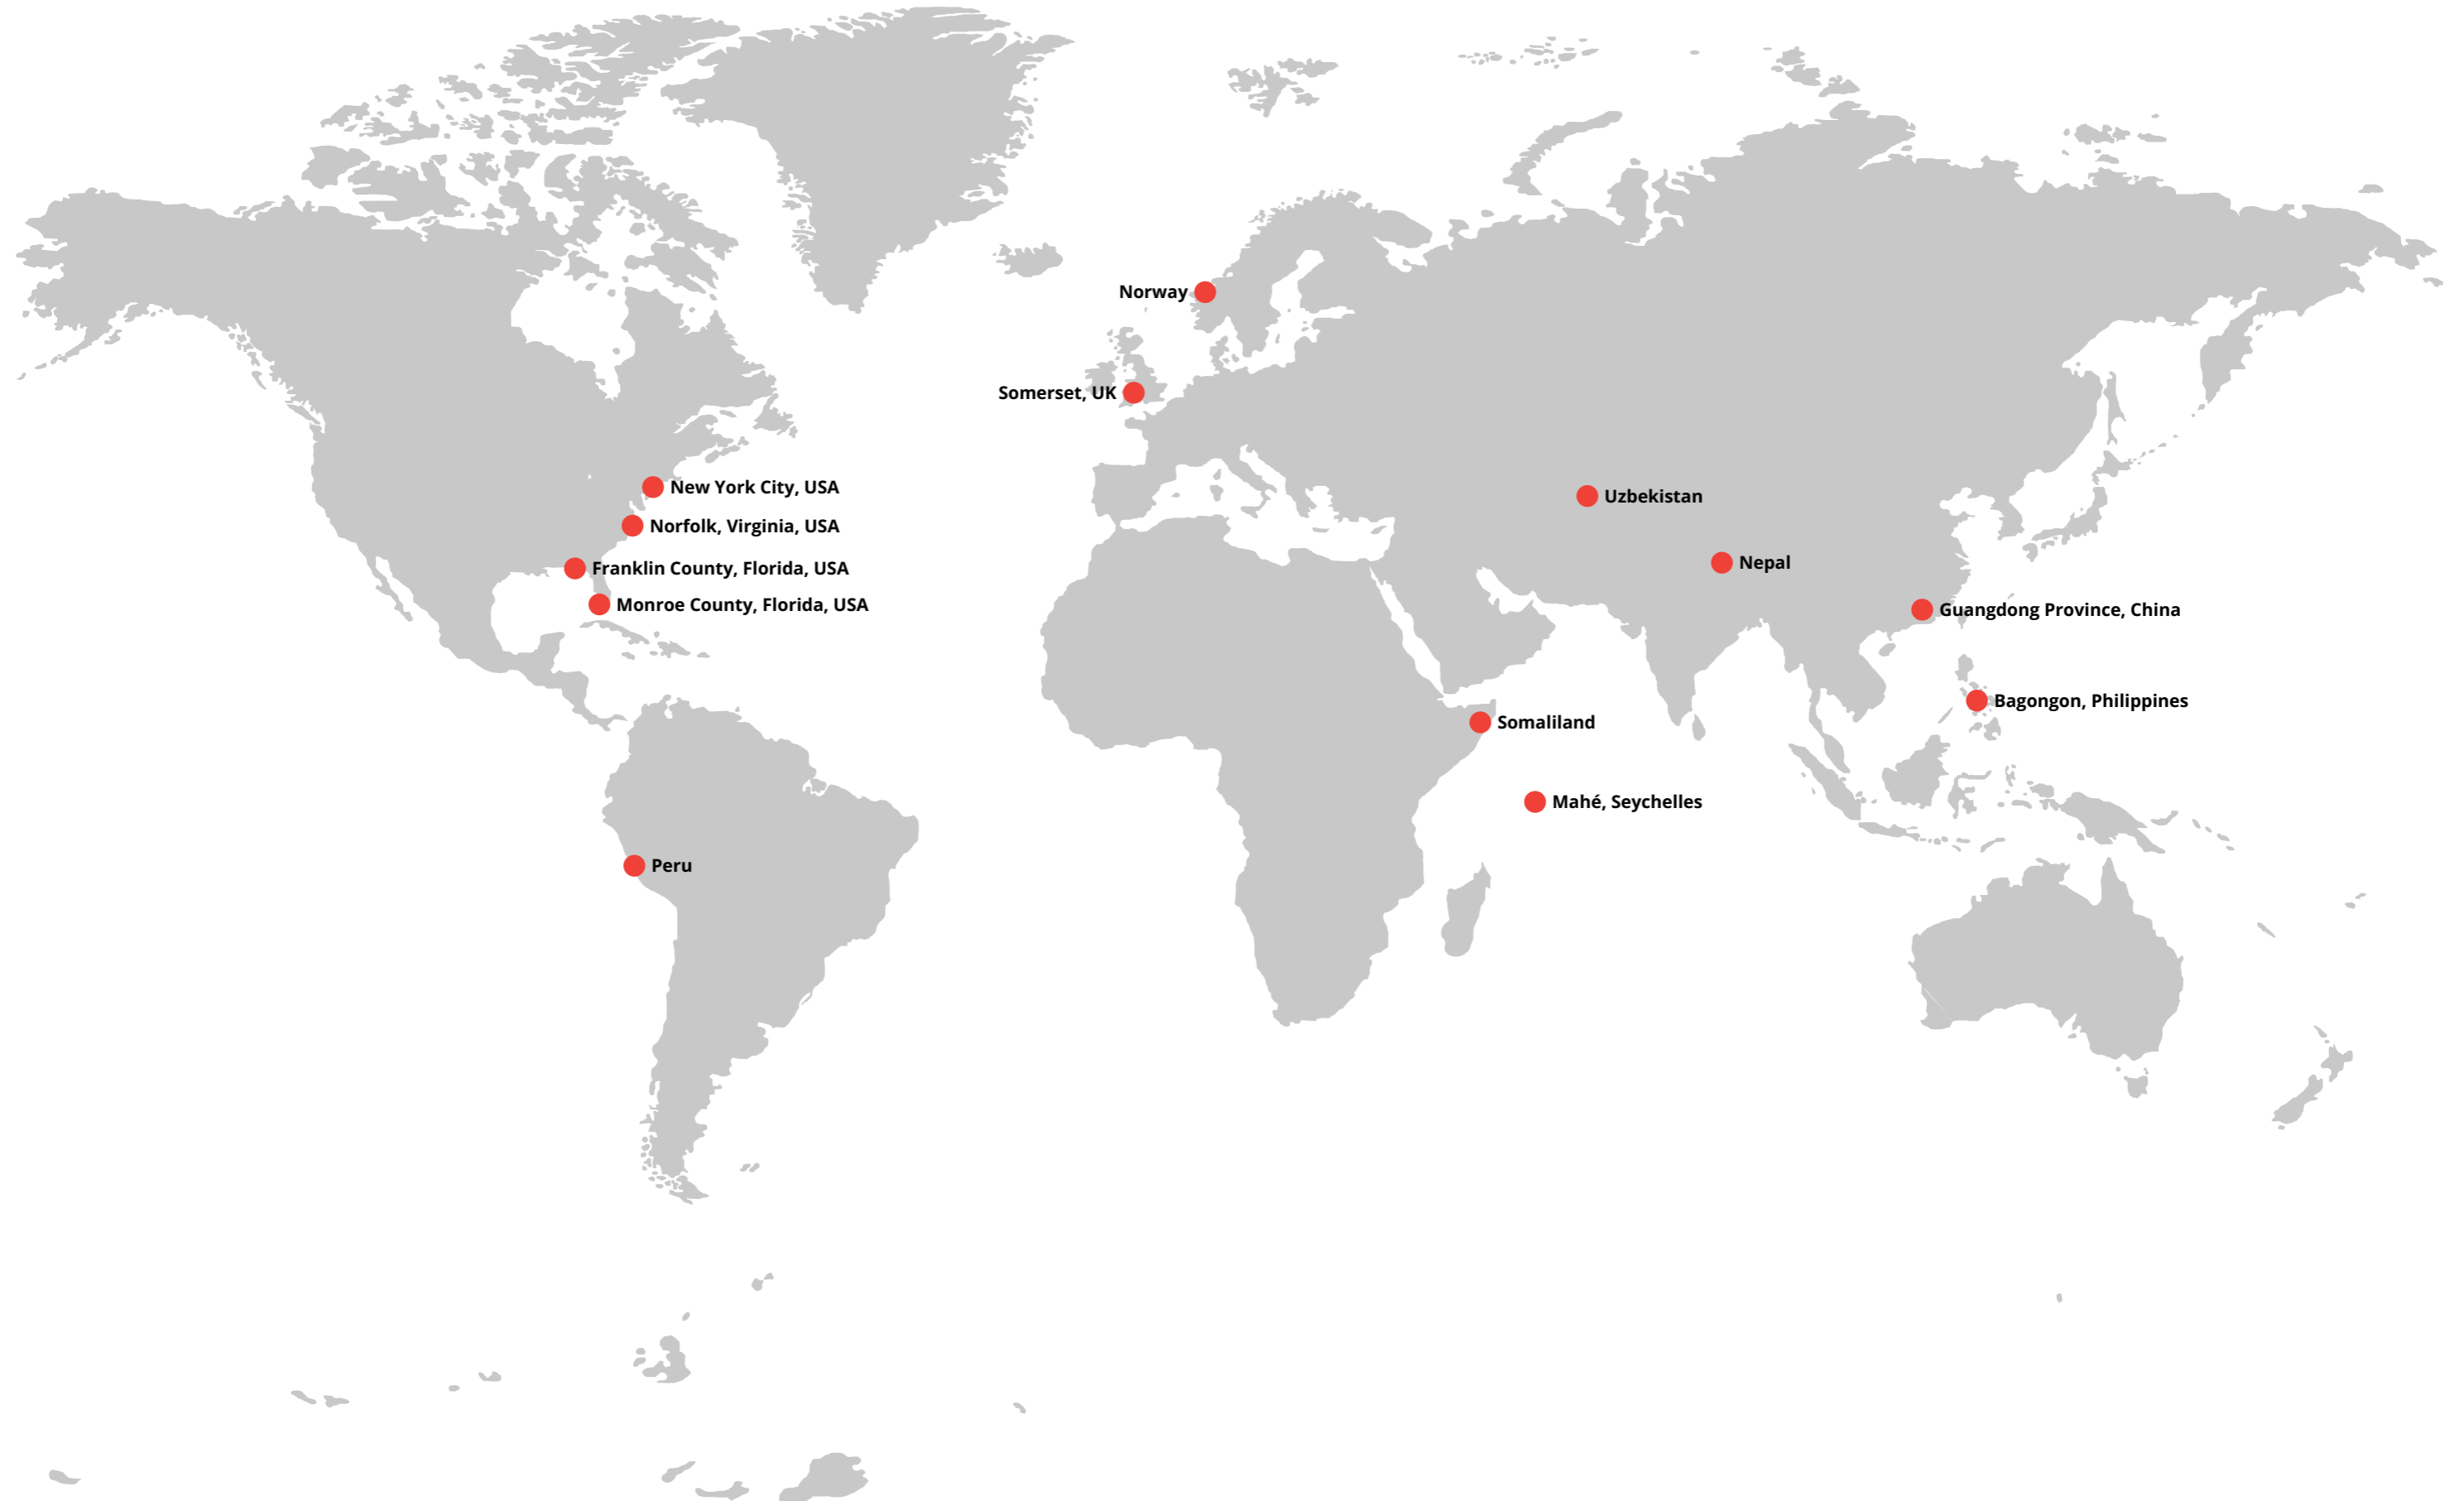 Norway
Somerset, UK
New York City, USA
Uzbekistan
Norfolk, Virginia, USA
Nepal
Franklin County, Florida, USA
Monroe County, Florida, USA
Guangdong Province, China
Bagongon, Philippines
Somaliland
Mahé, Seychelles
Peru